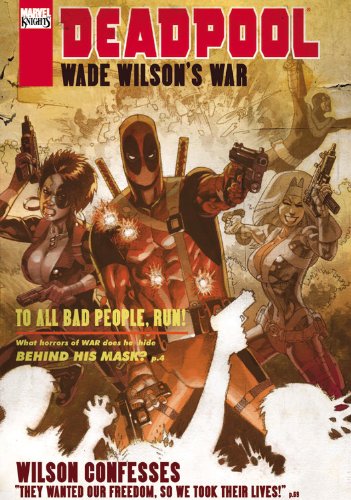 MARVEL
KNIGHTS
DEADPOOL
WADE WILSON'S WAR
TO ALL BAD PEOPLE, RUN!
What horrors of WAR does he hide
BEHIND HIS MASK? p.4
WILSON CONFESSES
"THEY WANTED OUR FREEDOM, SO WE TOOK THEIR LIVES!" p.69